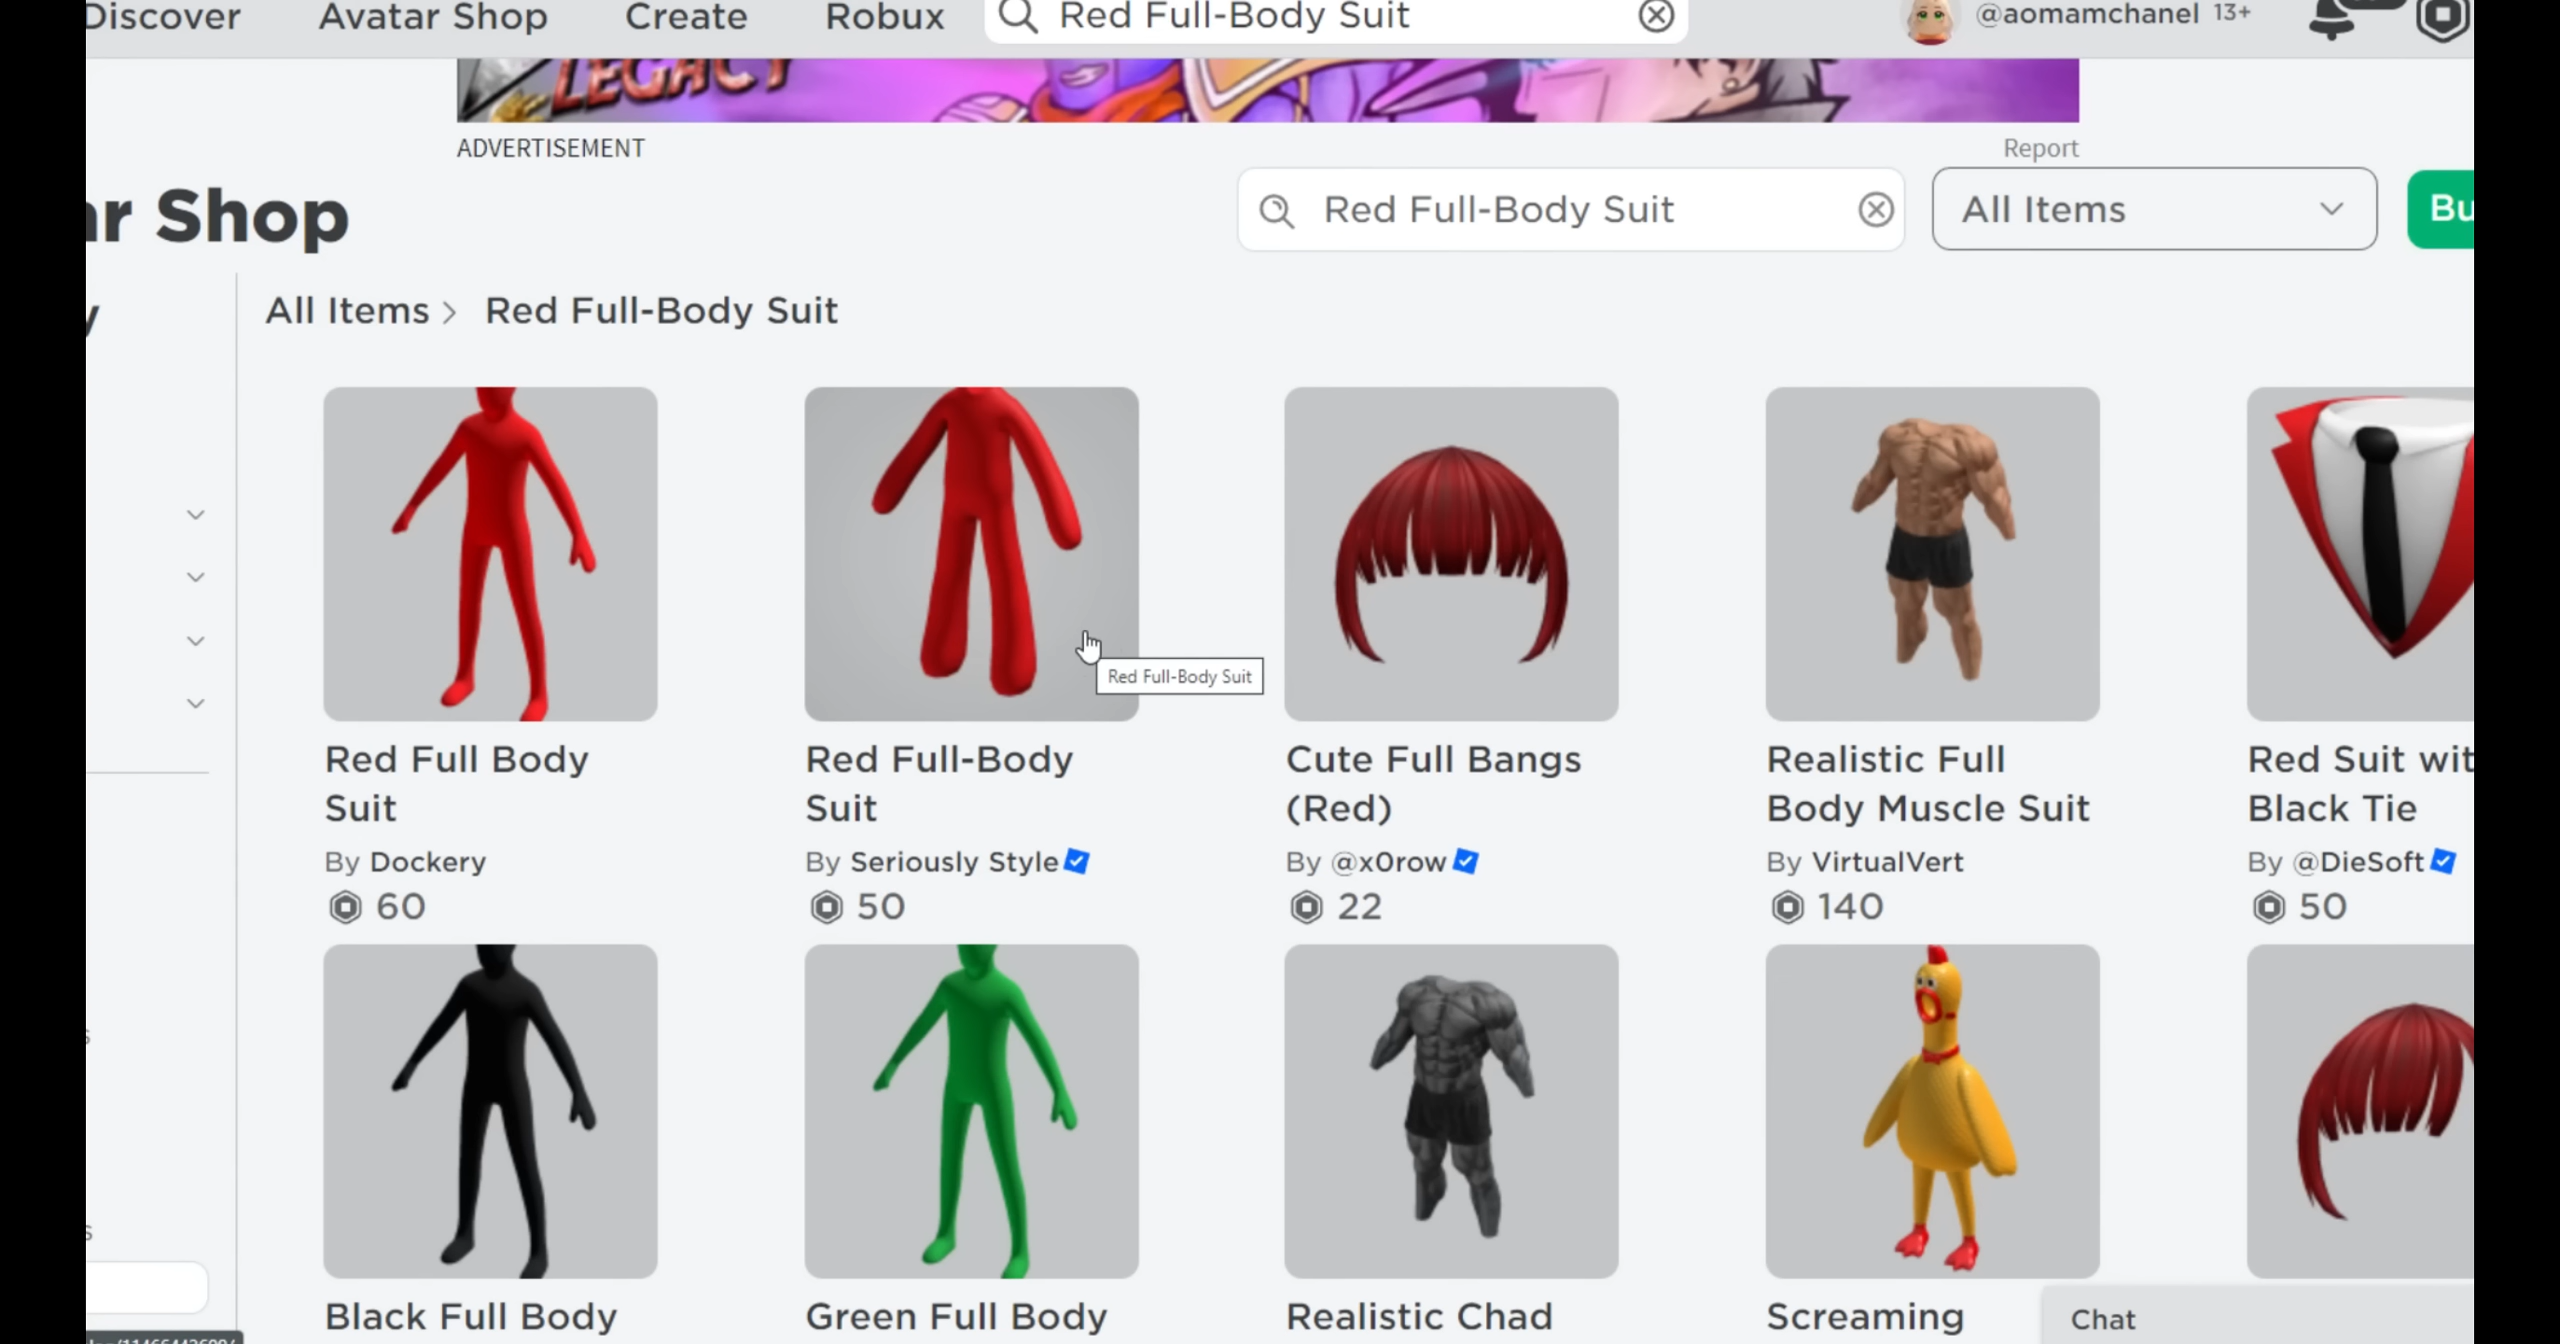 Discover Avatar Shop Create Robux Red Full-Body Suit @aomamchanel 13+
LEGACY
ADVERTISEMENT Report
ar Shop Red Full-Body Suit All Items Bu
y All Items > Red Full-Body Suit
Red Full-Body Suit
Red Full Body
Suit
By Dockery
60
Red Full-Body
Suit
By Seriously Style
50
Cute Full Bangs
(Red)
By @x0row
22
Realistic Full
Body Muscle Suit
By VirtualVert
140
Red Suit wit
Black Tie
By @DieSoft
50
s
s
Black Full Body
Green Full Body
Realistic Chad
Screaming
Chat